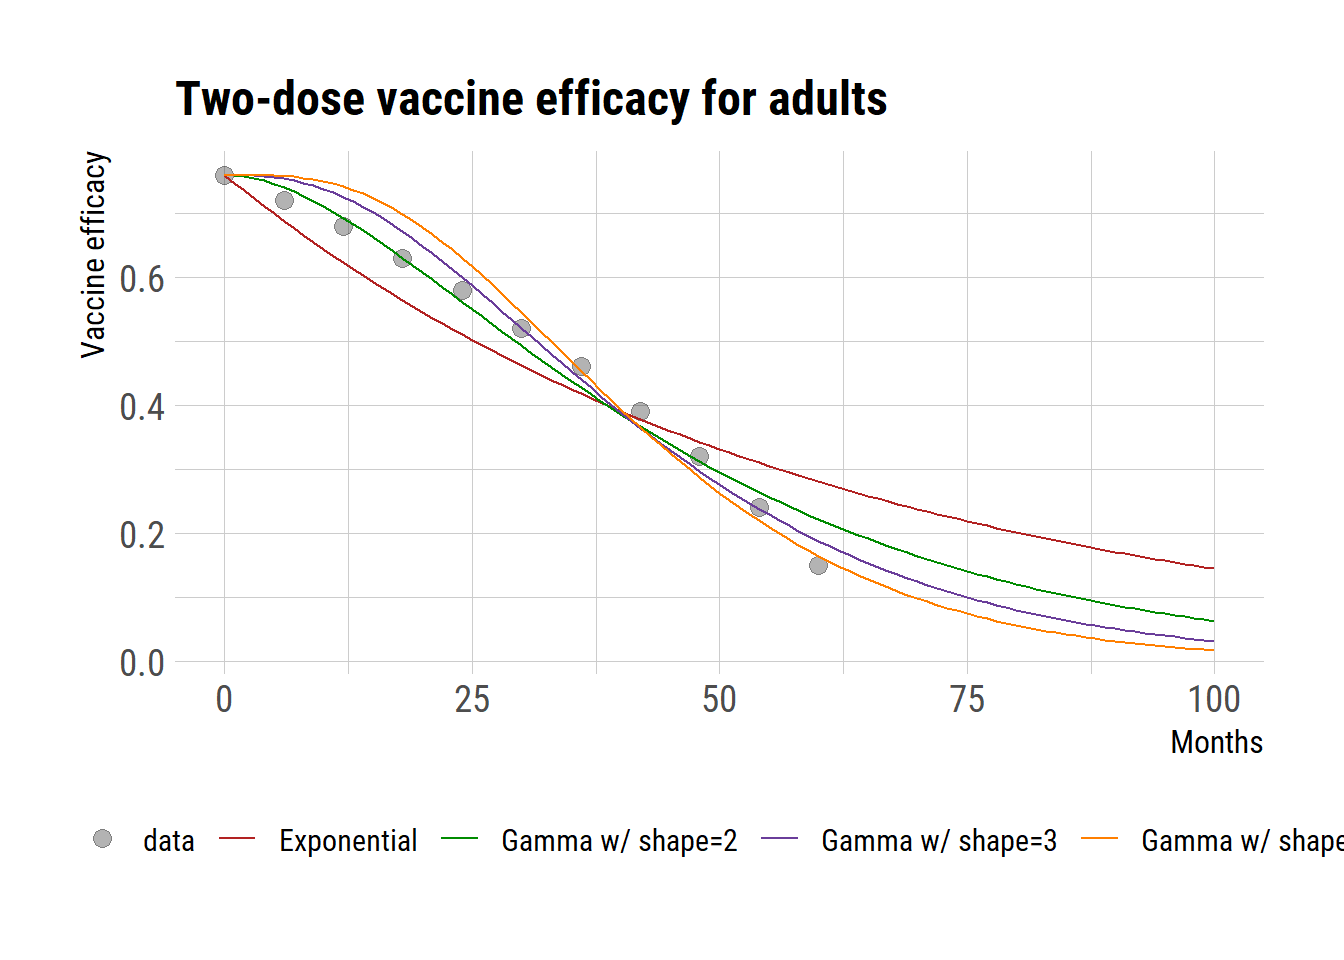 Two-dose vaccine efficacy for adults
Vaccine efficacy
0.6
0.4
0.2
0.0
0 25 50 75 100
Months
data Exponential Gamma w/ shape=2 Gamma w/ shape=3 Gamma w/ shape